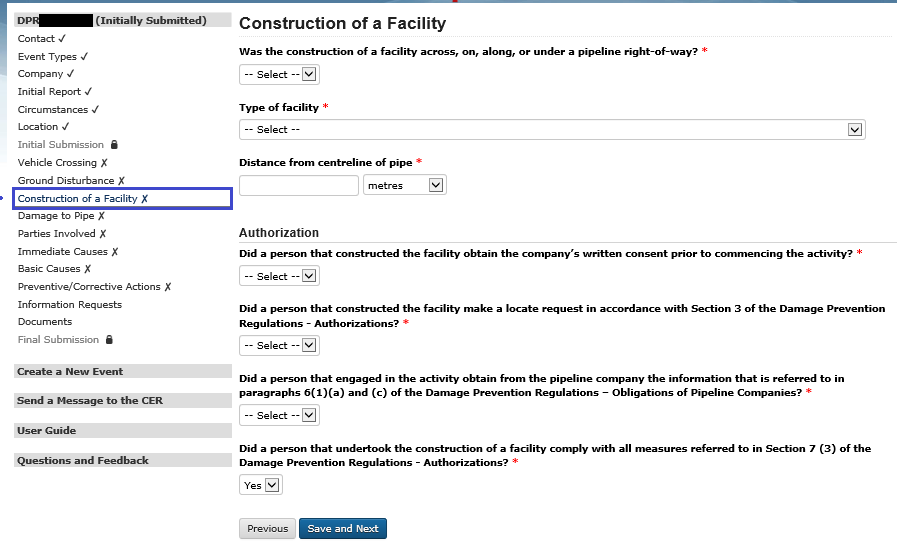 DPR (Initially Submitted)
Contact ✓
Event Types ✓
Company ✓
Initial Report ✓
Circumstances ✓
Location ✓
Initial Submission
Vehicle Crossing ✗
Ground Disturbance ✗
Construction of a Facility ✗
Damage to Pipe ✗
Parties Involved ✗
Immediate Causes ✗
Basic Causes ✗
Preventive/Corrective Actions ✗
Information Requests
Documents
Final Submission
Create a New Event
Send a Message to the CER
User Guide
Questions and Feedback
Construction of a Facility
Was the construction of a facility across, on, along, or under a pipeline right-of-way? *
-- Select --
Type of facility *
-- Select --
Distance from centreline of pipe *
metres
Authorization
Did a person that constructed the facility obtain the company's written consent prior to commencing the activity? *
-- Select --
Did a person that constructed the facility make a locate request in accordance with Section 3 of the Damage Prevention
Regulations - Authorizations? *
-- Select --
Did a person that engaged in the activity obtain from the pipeline company the information that is referred to in
paragraphs 6(1)(a) and (c) of the Damage Prevention Regulations – Obligations of Pipeline Companies? *
-- Select --
Did a person that undertook the construction of a facility comply with all measures referred to in Section 7 (3) of the
Damage Prevention Regulations - Authorizations? *
Yes
Previous
Save and Next